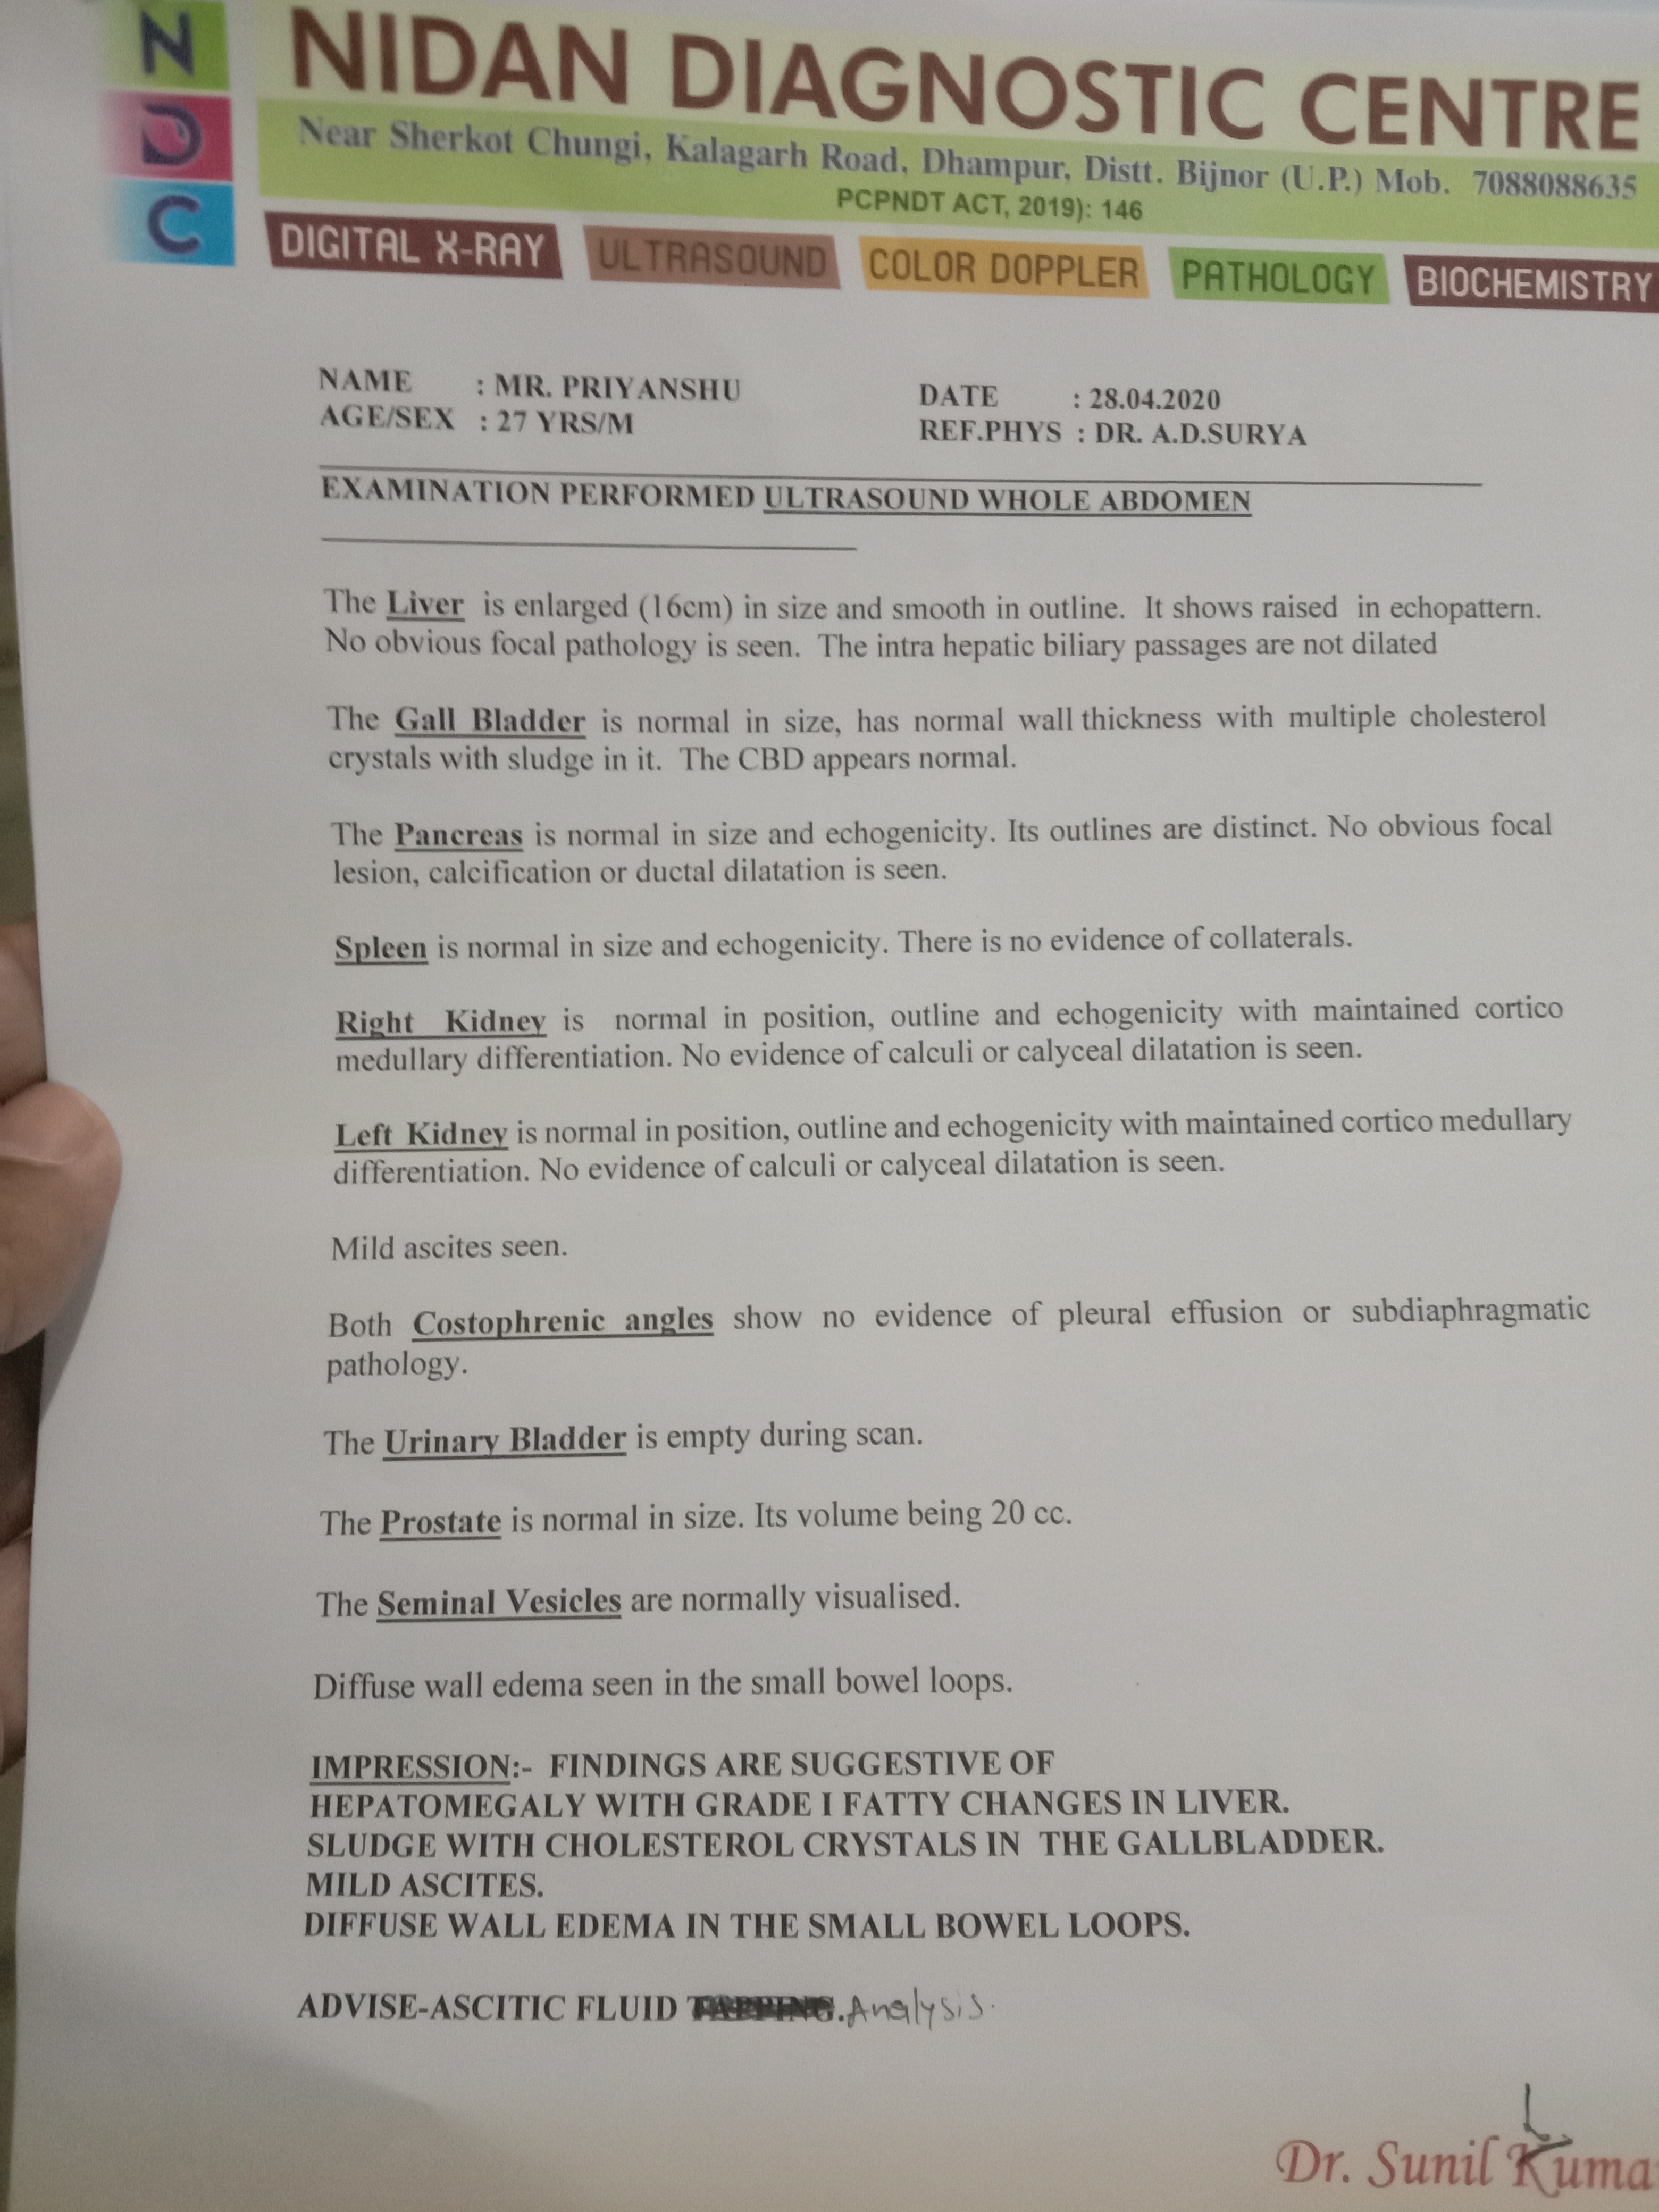 N
D
C
NIDAN DIAGNOSTIC CENTRE
Near Sherkot Chungi, Kalagarh Road, Dhampur, Distt. Bijnor (U.P.) Mob. 7088088635
PCPNDT ACT, 2019): 146
DIGITAL X-RAY ULTRASOUND COLOR DOPPLER PATHOLOGY BIOCHEMISTRY
NAME : MR. PRIYANSHU DATE : 28.04.2020
AGE/SEX : 27 YRS/M REF.PHYS : DR. A.D.SURYA
EXAMINATION PERFORMED ULTRASOUND WHOLE ABDOMEN
The Liver is enlarged (16cm) in size and smooth in outline. It shows raised in echopattern.
No obvious focal pathology is seen. The intra hepatic biliary passages are not dilated
The Gall Bladder is normal in size, has normal wall thickness with multiple cholesterol
crystals with sludge in it. The CBD appears normal.
The Pancreas is normal in size and echogenicity. Its outlines are distinct. No obvious focal
lesion, calcification or ductal dilatation is seen.
Spleen is normal in size and echogenicity. There is no evidence of collaterals.
Right Kidney is normal in position, outline and echogenicity with maintained cortico
medullary differentiation. No evidence of calculi or calyceal dilatation is seen.
Left Kidney is normal in position, outline and echogenicity with maintained cortico medullary
differentiation. No evidence of calculi or calyceal dilatation is seen.
Mild ascites seen.
Both Costophrenic angles show no evidence of pleural effusion or subdiaphragmatic
pathology.
The Urinary Bladder is empty during scan.
The Prostate is normal in size. Its volume being 20 cc.
The Seminal Vesicles are normally visualised.
Diffuse wall edema seen in the small bowel loops.
IMPRESSION:- FINDINGS ARE SUGGESTIVE OF
HEPATOMEGALY WITH GRADE I FATTY CHANGES IN LIVER.
SLUDGE WITH CHOLESTEROL CRYSTALS IN THE GALLBLADDER.
MILD ASCITES.
DIFFUSE WALL EDEMA IN THE SMALL BOWEL LOOPS.
ADVISE-ASCITIC FLUID TAPPING. Analysis.
Dr. Sunil Kuma